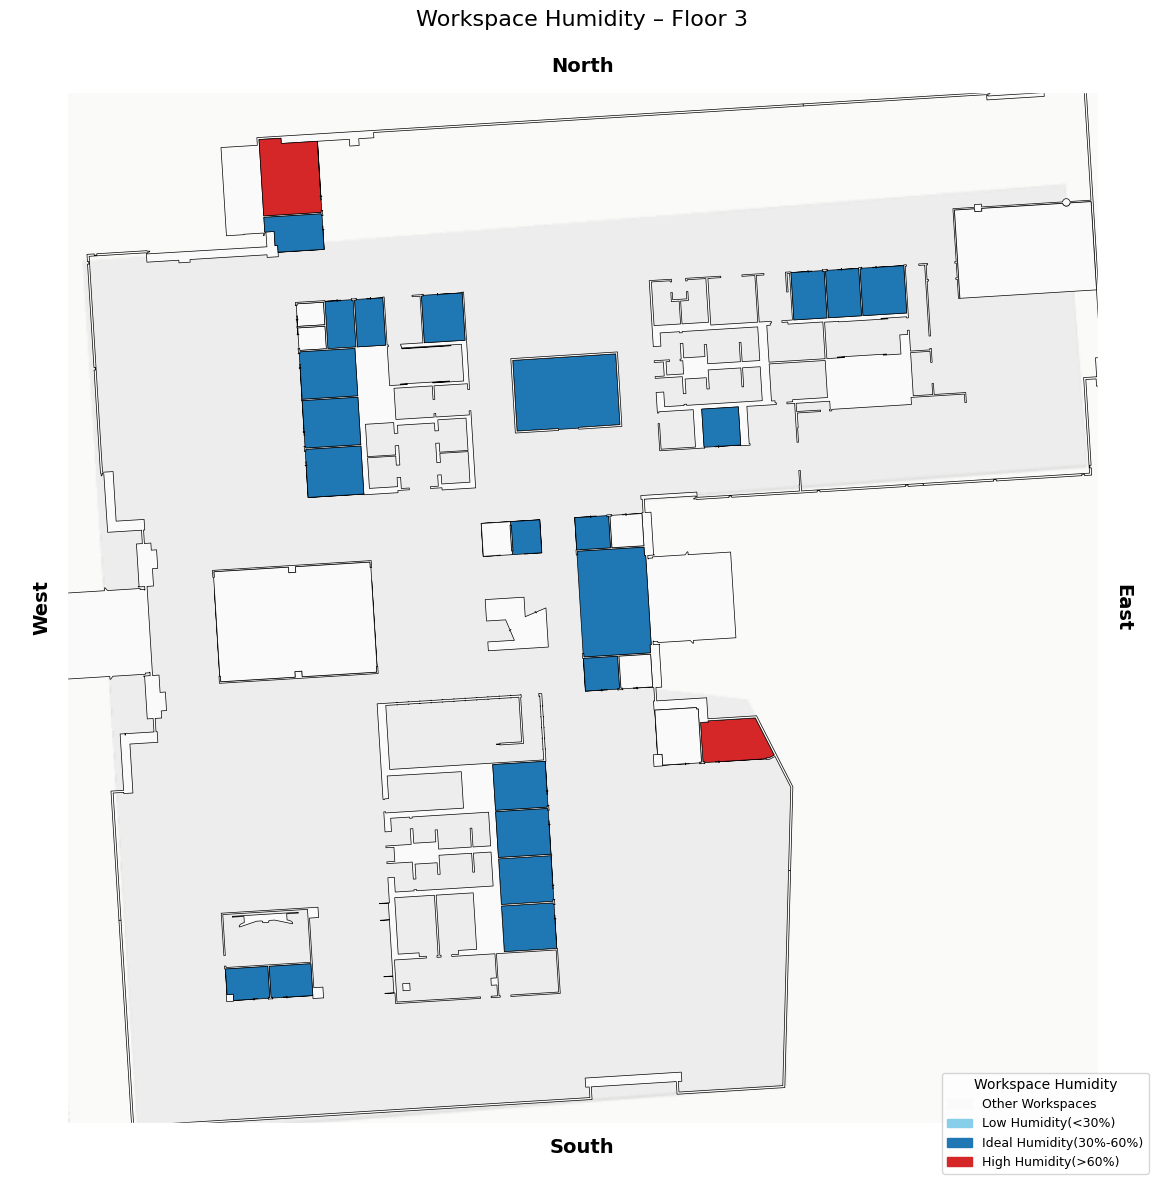 Workspace Humidity – Floor 3
North
West
East
South
Workspace Humidity
Other Workspaces
Low Humidity(<30%)
Ideal Humidity(30%-60%)
High Humidity(>60%)